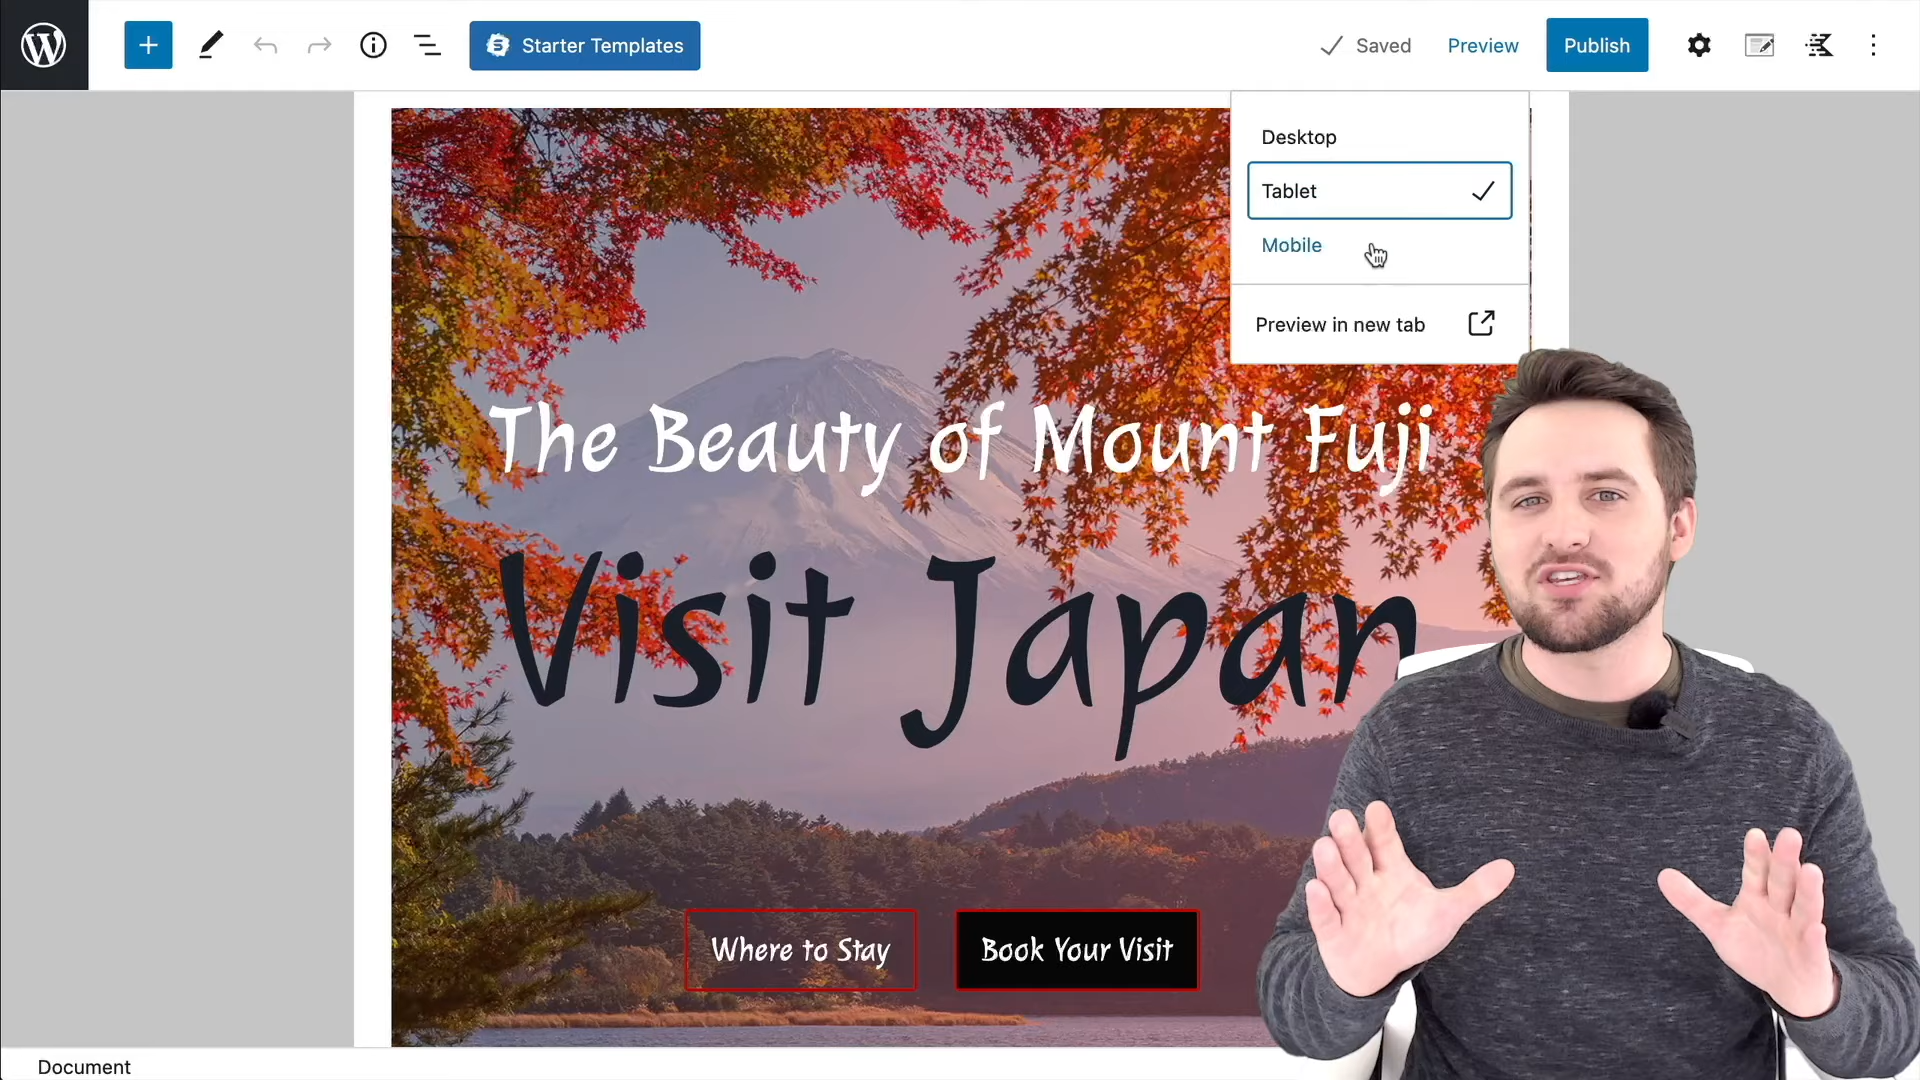 Starter Templates
Saved
Preview
Publish
Desktop
Tablet
Mobile
Preview in new tab
The Beauty of Mount Fuji
Visit Japan
Where to Stay
Book Your Visit
Document